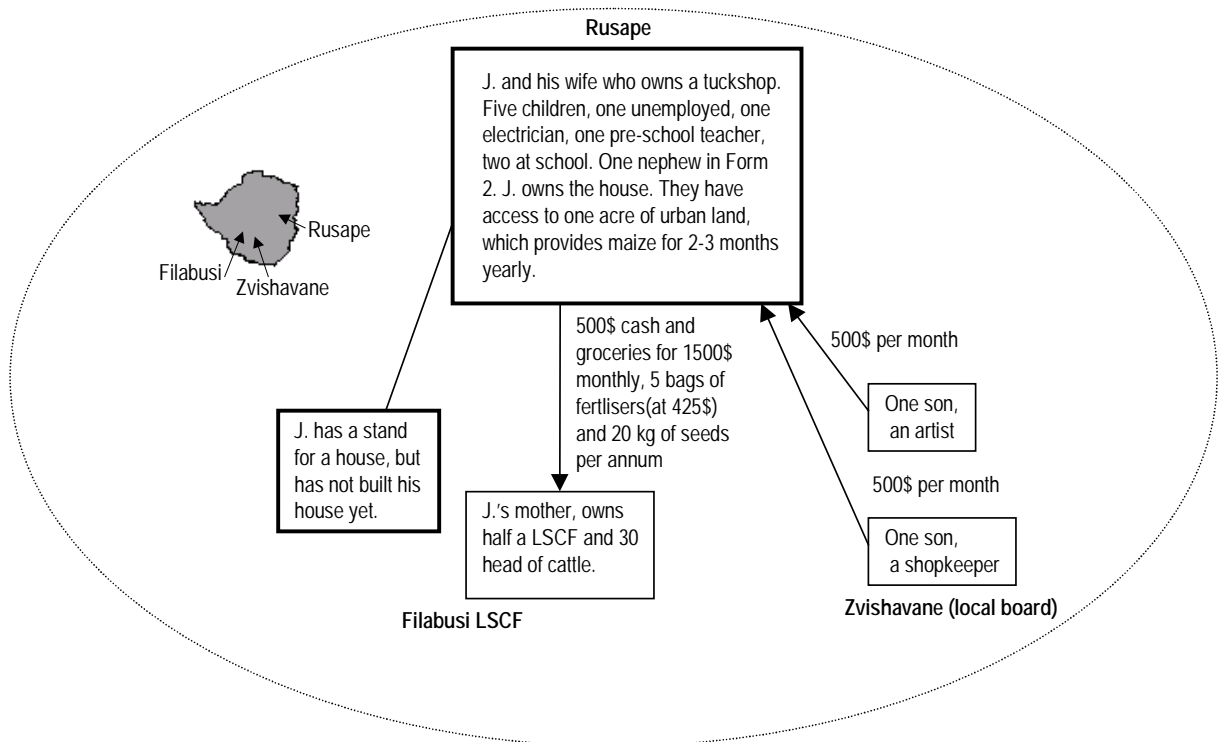 Rusape
J. and his wife who owns a tuckshop.
Five children, one unemployed, one
electrician, one pre-school teacher,
two at school. One nephew in Form
2. J. owns the house. They have
access to one acre of urban land,
which provides maize for 2-3 months
yearly.
Rusape
Filabusi
Zvishavane
500$ cash and
groceries for 1500$
monthly, 5 bags of
fertlisers(at 425$)
and 20 kg of seeds
per annum
500$ per month
One son,
an artist
J. has a stand
for a house, but
has not built his
house yet.
500$ per month
J.'s mother, owns
half a LSCF and 30
head of cattle.
One son,
a shopkeeper
Filabusi LSCF
Zvishavane (local board)